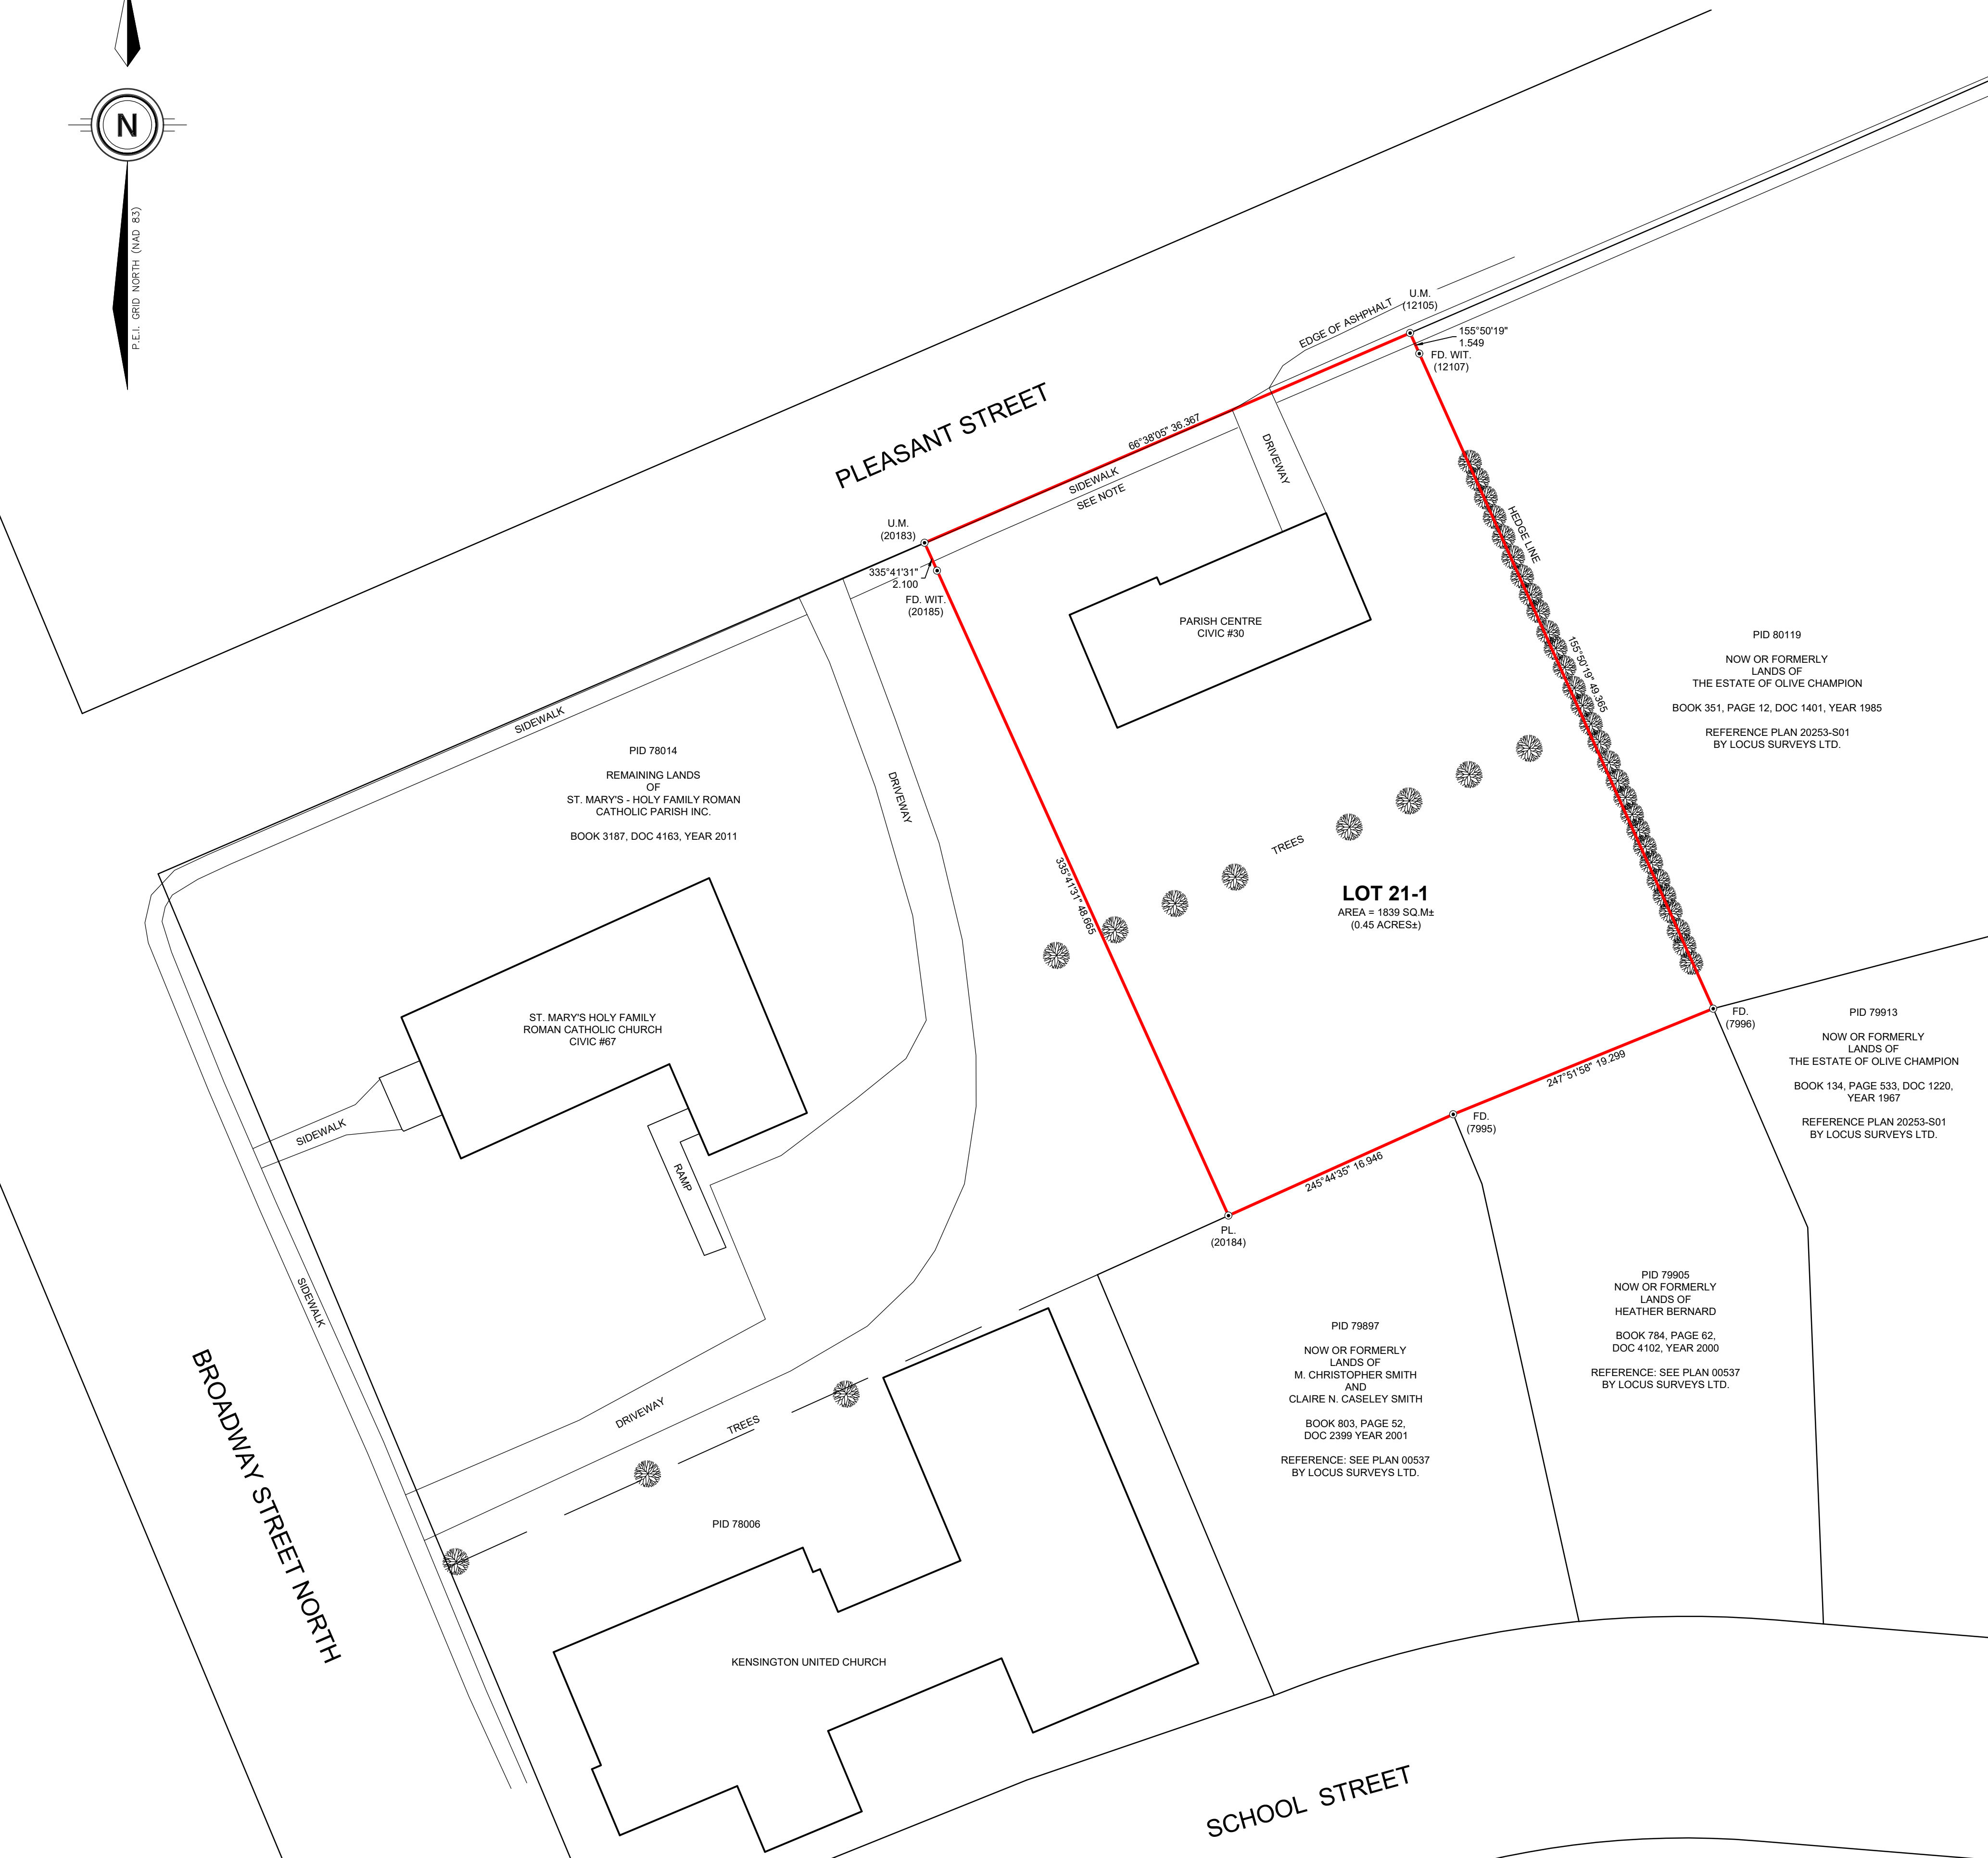 N
P.E.I. GRID NORTH (NAD 83)
PLEASANT STREET
EDGE OF ASHPHALT
U.M.
(12105)
155°50'19"
1.549
FD. WIT.
(12107)
66°38'05" 36.367
SIDEWALK
SEE NOTE
DRIVEWAY
U.M.
(20183)
335°41'31"
2.100
FD. WIT.
(20185)
HEDGE LINE
PARISH CENTRE
CIVIC #30
155°50'19" 49.365
PID 80119
NOW OR FORMERLY
LANDS OF
THE ESTATE OF OLIVE CHAMPION
BOOK 351, PAGE 12, DOC 1401, YEAR 1985
REFERENCE PLAN 20253-S01
BY LOCUS SURVEYS LTD.
SIDEWALK
PID 78014
REMAINING LANDS
OF
ST. MARY'S - HOLY FAMILY ROMAN
CATHOLIC PARISH INC.
BOOK 3187, DOC 4163, YEAR 2011
DRIVEWAY
335°41'31" 48.665
TREES
LOT 21-1
AREA = 1839 SQ.M±
(0.45 ACRES±)
ST. MARY'S HOLY FAMILY
ROMAN CATHOLIC CHURCH
CIVIC #67
SIDEWALK
RAMP
FD.
(7996)
247°51'58" 19.299
FD.
(7995)
245°44'35" 16.946
PL.
(20184)
PID 79913
NOW OR FORMERLY
LANDS OF
THE ESTATE OF OLIVE CHAMPION
BOOK 134, PAGE 533, DOC 1220,
YEAR 1967
REFERENCE PLAN 20253-S01
BY LOCUS SURVEYS LTD.
PID 79905
NOW OR FORMERLY
LANDS OF
HEATHER BERNARD
BOOK 784, PAGE 62,
DOC 4102, YEAR 2000
REFERENCE: SEE PLAN 00537
BY LOCUS SURVEYS LTD.
PID 79897
NOW OR FORMERLY
LANDS OF
M. CHRISTOPHER SMITH
AND
CLAIRE N. CASELEY SMITH
BOOK 803, PAGE 52,
DOC 2399 YEAR 2001
REFERENCE: SEE PLAN 00537
BY LOCUS SURVEYS LTD.
SIDEWALK
BROADWAY STREET NORTH
DRIVEWAY
TREES
PID 78006
KENSINGTON UNITED CHURCH
SCHOOL STREET